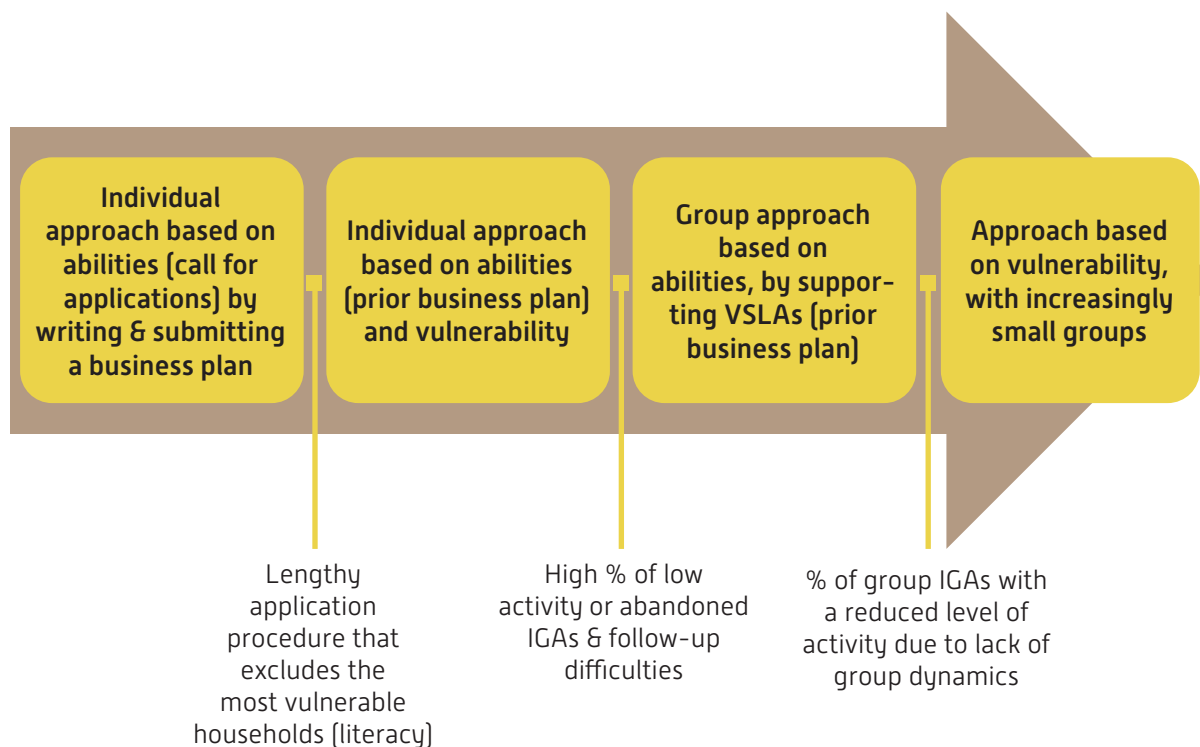 Individual
approach based on
abilities (call for
applications) by
writing & submitting
a business plan
Individual approach
based on abilities
(prior business plan)
and vulnerability
Group approach
based on
abilities, by suppor-
ting VSLAs (prior
business plan)
Approach based
on vulnerability,
with increasingly
small groups
Lengthy
application
procedure that
excludes the
most vulnerable
households (literacy)
High % of low
activity or abandoned
IGAs & follow-up
difficulties
% of group IGAs with
a reduced level of
activity due to lack of
group dynamics